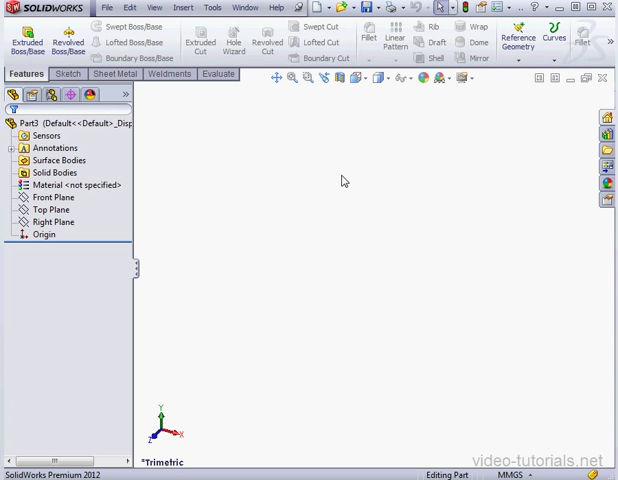 SW SOLIDWORKS File Edit View Insert Tools Window Help
Extruded Boss/Base
Revolved Boss/Base
Swept Boss/Base
Lofted Boss/Base
Boundary Boss/Base
Extruded Cut
Hole Wizard
Revolved Cut
Swept Cut
Lofted Cut
Boundary Cut
Fillet
Linear Pattern
Rib
Draft
Shell
Wrap
Dome
Mirror
Reference Geometry
Curves
Fillet
Features Sketch Sheet Metal Weldments Evaluate
Part3 (Default<<Default>_Disp
Sensors
A Annotations
Surface Bodies
Solid Bodies
Material <not specified>
Front Plane
Top Plane
Right Plane
Origin
Y
X
Z
*Trimetric
video-tutorials.net
SolidWorks Premium 2012 Editing Part MMGS